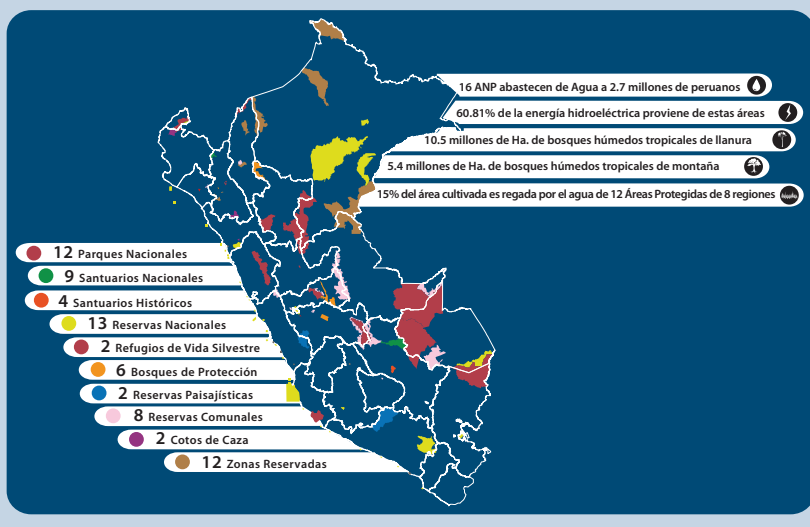 16 ANP abastecen de Agua a 2.7 millones de peruanos
60.81% de la energía hidroeléctrica proviene de estas áreas
10.5 millones de Ha. de bosques húmedos tropicales de llanura
5.4 millones de Ha. de bosques húmedos tropicales de montaña
15% del área cultivada es regada por el agua de 12 Áreas Protegidas de 8 regiones
12 Parques Nacionales
9 Santuarios Nacionales
4 Santuarios Históricos
13 Reservas Nacionales
2 Refugios de Vida Silvestre
6 Bosques de Protección
2 Reservas Paisajísticas
8 Reservas Comunales
2 Cotos de Caza
12 Zonas Reservadas